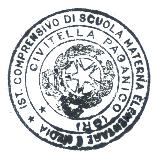 IST. COMPRENSIVO DI SCUOLA MATERNA ELEMENTARE E MEDIA *
CIVITELLA PAGANICO
(GR)